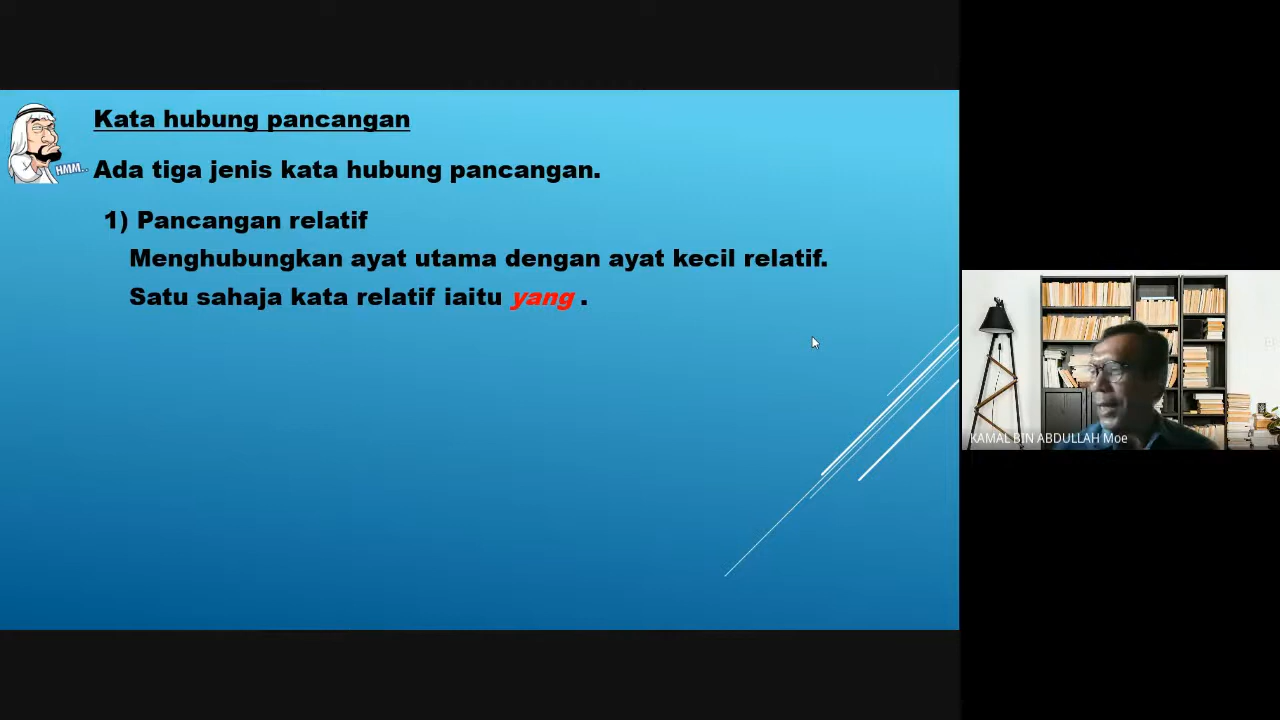 Kata hubung pancangan
HMM..
Ada tiga jenis kata hubung pancangan.
1) Pancangan relatif
Menghubungkan ayat utama dengan ayat kecil relatif.
Satu sahaja kata relatif iaitu yang .
KAMAL BIN ABDULLAH Moe